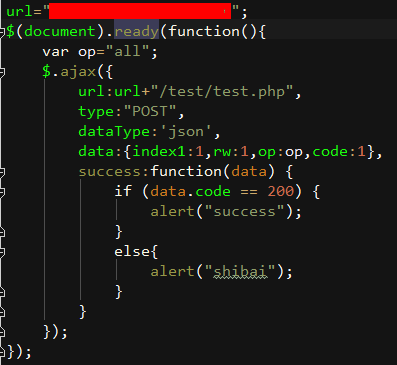 url=" ";
$(document).ready(function(){
var op="all";
$.ajax({
url:url+"/test/test.php",
type:"POST",
dataType:'json',
data:{index1:1,rw:1,op:op,code:1},
success:function(data) {
if (data.code == 200) {
alert("success");
}
else{
alert("shibai");
}
}
});
});